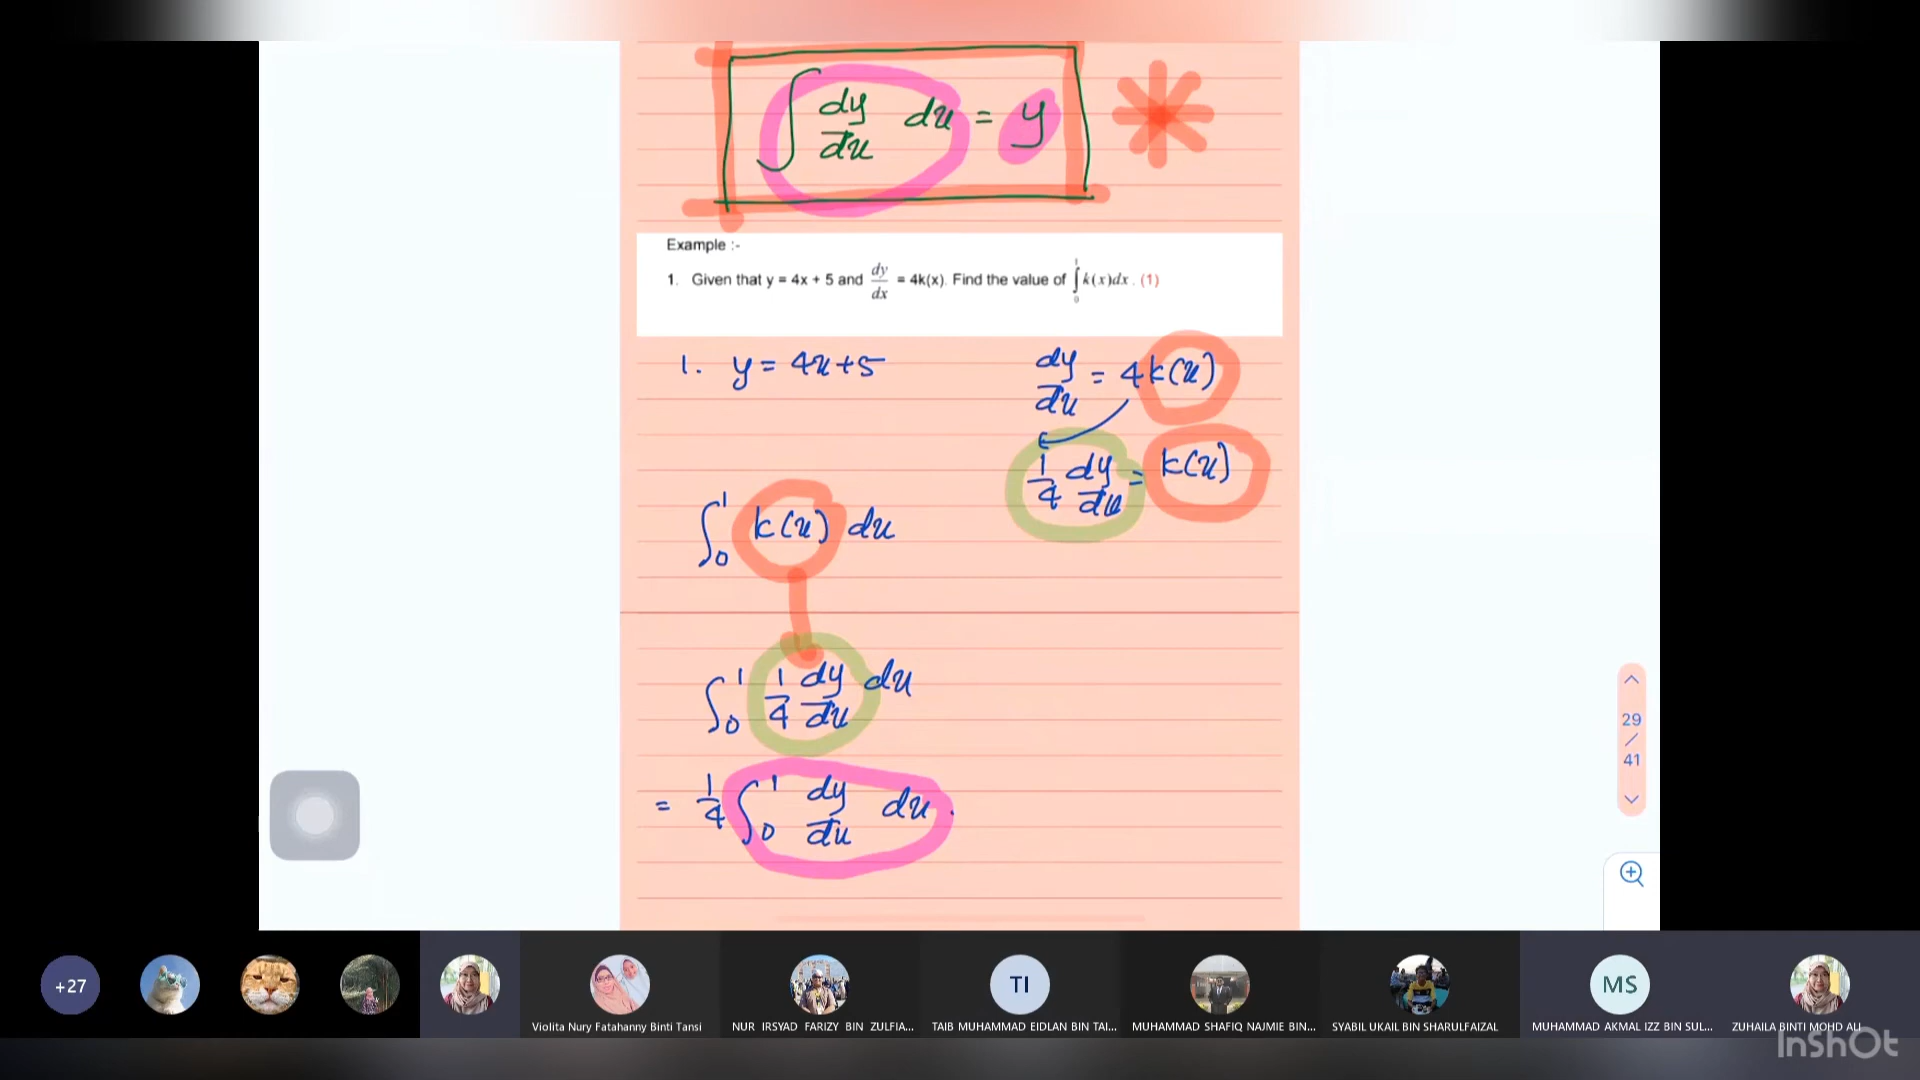 ∫ dy/dx dx = y
Example :-
1. Given that y = 4x + 5 and dy/dx = 4k(x). Find the value of ∫₀¹ k(x)dx . (1)
1. y = 4x+5
dy/dx = 4k(x)
1/4 dy/dx = k(x)
∫₀¹ k(x) dx
∫₀¹ 1/4 dy/dx dx
= 1/4 ∫₀¹ dy/dx dx .
29
/
41
+27
TI
MS
Violita Nury Fatahanny Binti Tansi
NUR IRSYAD FARIZY BIN ZULFIA...
TAIB MUHAMMAD EIDLAN BIN TAI...
MUHAMMAD SHAFIQ NAJMIE BIN...
SYABIL UKAIL BIN SHARULFAIZAL
MUHAMMAD AKMAL IZZ BIN SUL...
ZUHAILA BINTI MOHD ALI
InShOt